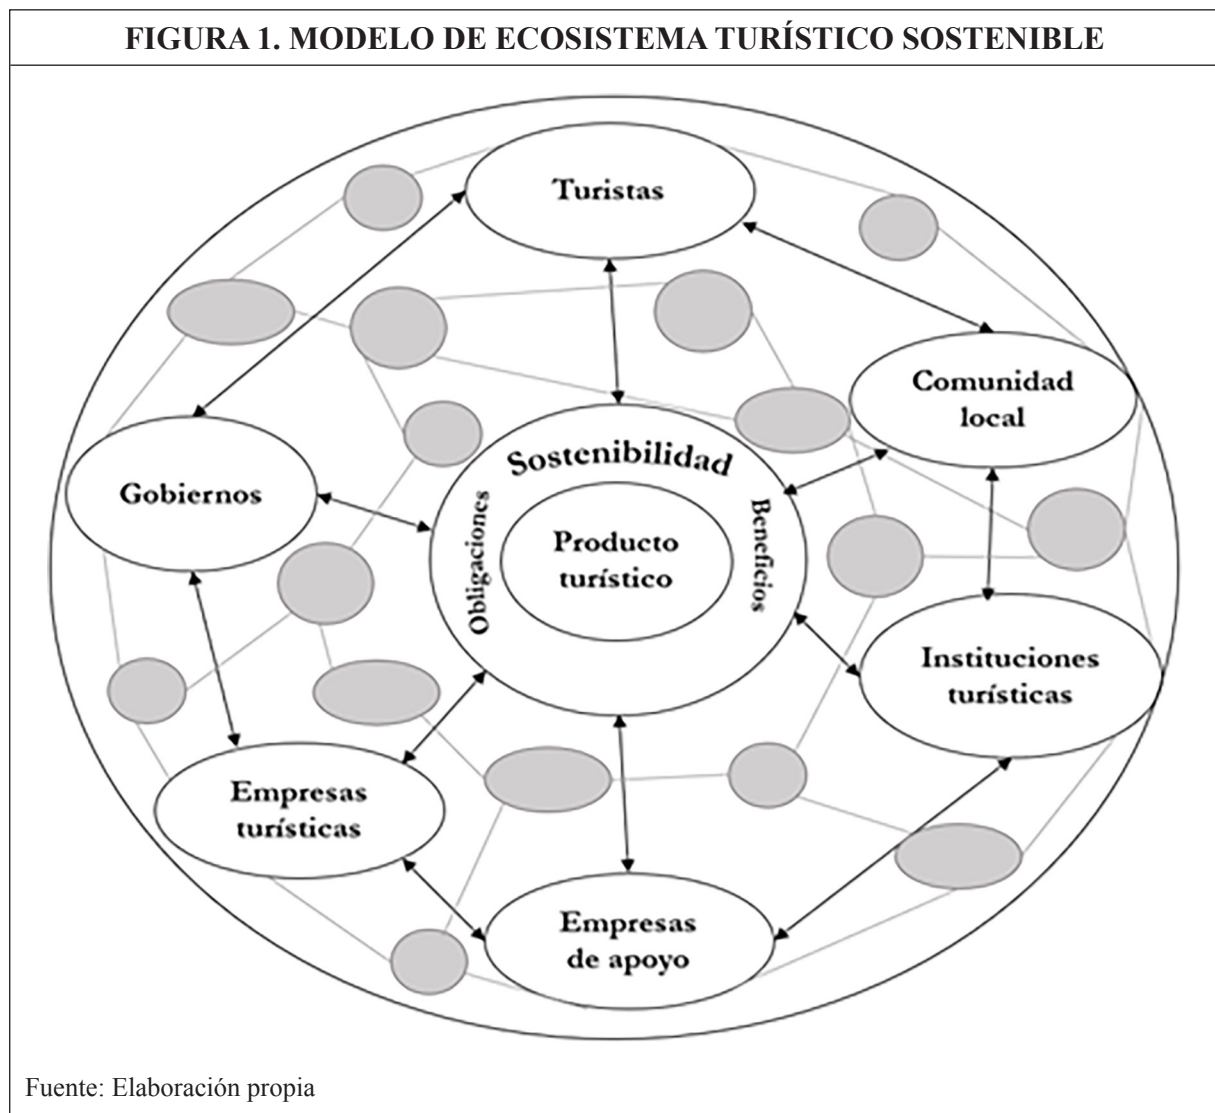 FIGURA 1. MODELO DE ECOSISTEMA TURÍSTICO SOSTENIBLE
Turistas
Comunidad
local
Gobiernos
Sostenibilidad
Obligaciones
Beneficios
Producto
turístico
Instituciones
turísticas
Empresas
turísticas
Empresas
de apoyo
Fuente: Elaboración propia